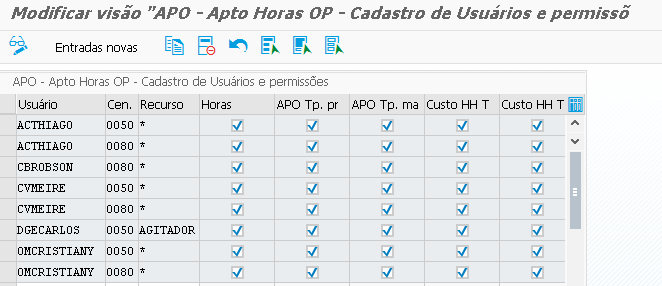 Modificar visão "APO - Apto Horas OP - Cadastro de Usuários e permissõ
Entradas novas
APO - Apto Horas OP - Cadastro de Usuários e permissões
Usuário Cen. Recurso Horas APO Tp. pr APO Tp. ma Custo HH T Custo HH T
ACTHIAGO 0050 *
ACTHIAGO 0080 *
CBROBSON 0080 *
CVMEIRE 0050 *
CVMEIRE 0080 *
DGECARLOS 0050 AGITADOR
OMCRISTIANY 0050 *
OMCRISTIANY 0080 *